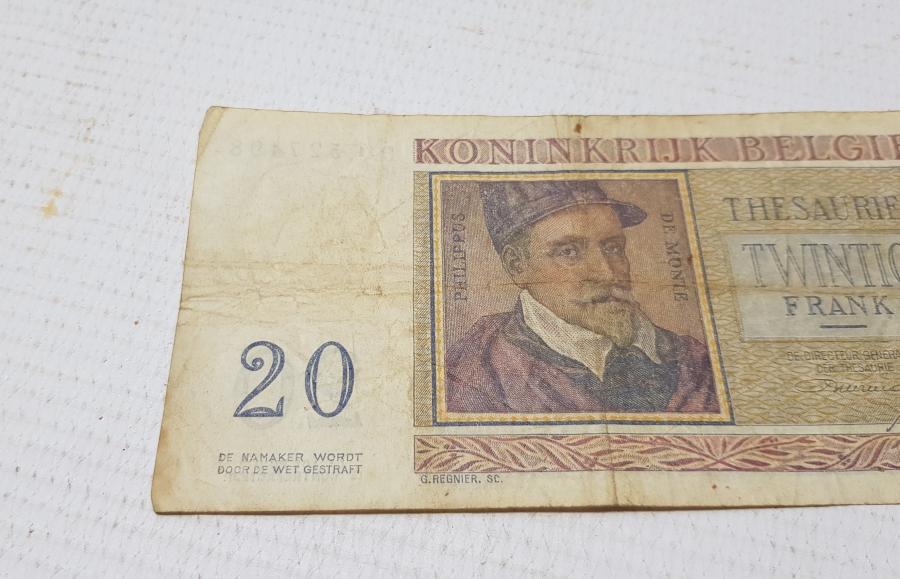 KONINKRIJK BELGIE
PHILIPPUS
DE MONTE
THESAURIE
TWINTIG
FRANK
DE DIRECTEUR GENERA
DER THESAURIE
20
DE NAMAKER WORDT
DOOR DE WET GESTRAFT
G. REGNIER. SC.